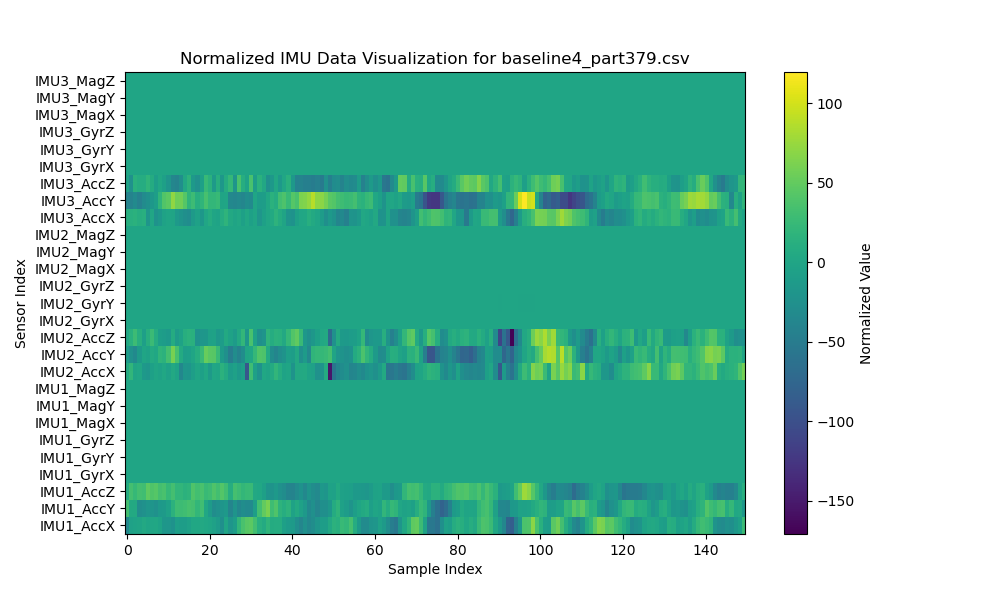 Normalized IMU Data Visualization for baseline4_part379.csv
IMU3_MagZ
IMU3_MagY
IMU3_MagX
IMU3_GyrZ
IMU3_GyrY
IMU3_GyrX
IMU3_AccZ
IMU3_AccY
IMU3_AccX
IMU2_MagZ
IMU2_MagY
IMU2_MagX
IMU2_GyrZ
IMU2_GyrY
IMU2_GyrX
IMU2_AccZ
IMU2_AccY
IMU2_AccX
IMU1_MagZ
IMU1_MagY
IMU1_MagX
IMU1_GyrZ
IMU1_GyrY
IMU1_GyrX
IMU1_AccZ
IMU1_AccY
IMU1_AccX
Sensor Index
0 20 40 60 80 100 120 140
Sample Index
100
50
0
−50
−100
−150
Normalized Value